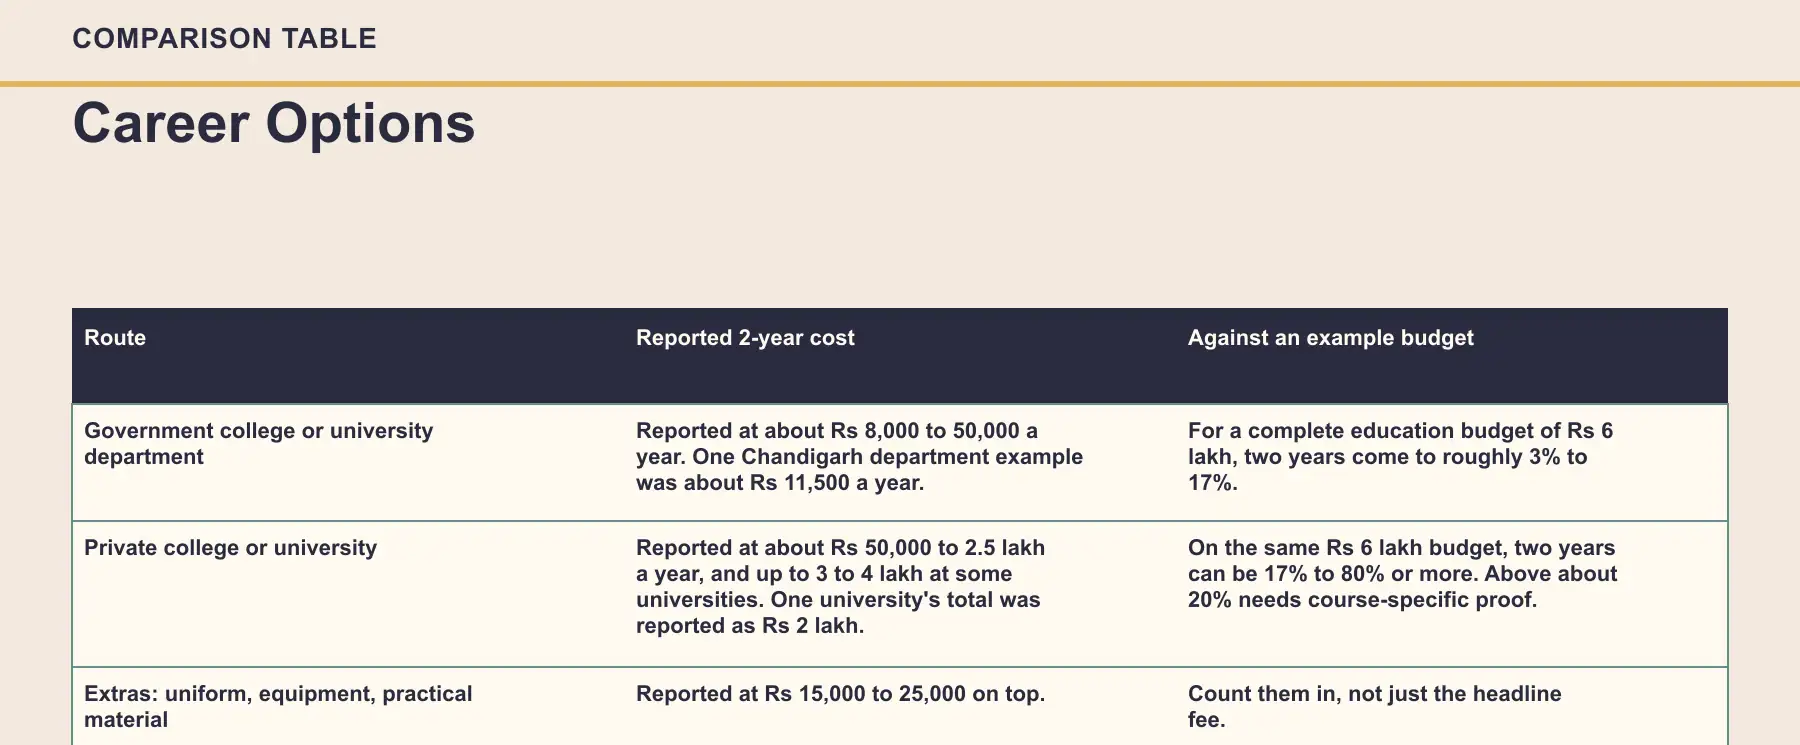 COMPARISON TABLE
Career Options
Route
Reported 2-year cost
Against an example budget
Government college or university
department
Reported at about Rs 8,000 to 50,000 a
year. One Chandigarh department example
was about Rs 11,500 a year.
For a complete education budget of Rs 6
lakh, two years come to roughly 3% to
17%.
Private college or university
Reported at about Rs 50,000 to 2.5 lakh
a year, and up to 3 to 4 lakh at some
universities. One university's total was
reported as Rs 2 lakh.
On the same Rs 6 lakh budget, two years
can be 17% to 80% or more. Above about
20% needs course-specific proof.
Extras: uniform, equipment, practical
material
Reported at Rs 15,000 to 25,000 on top.
Count them in, not just the headline
fee.